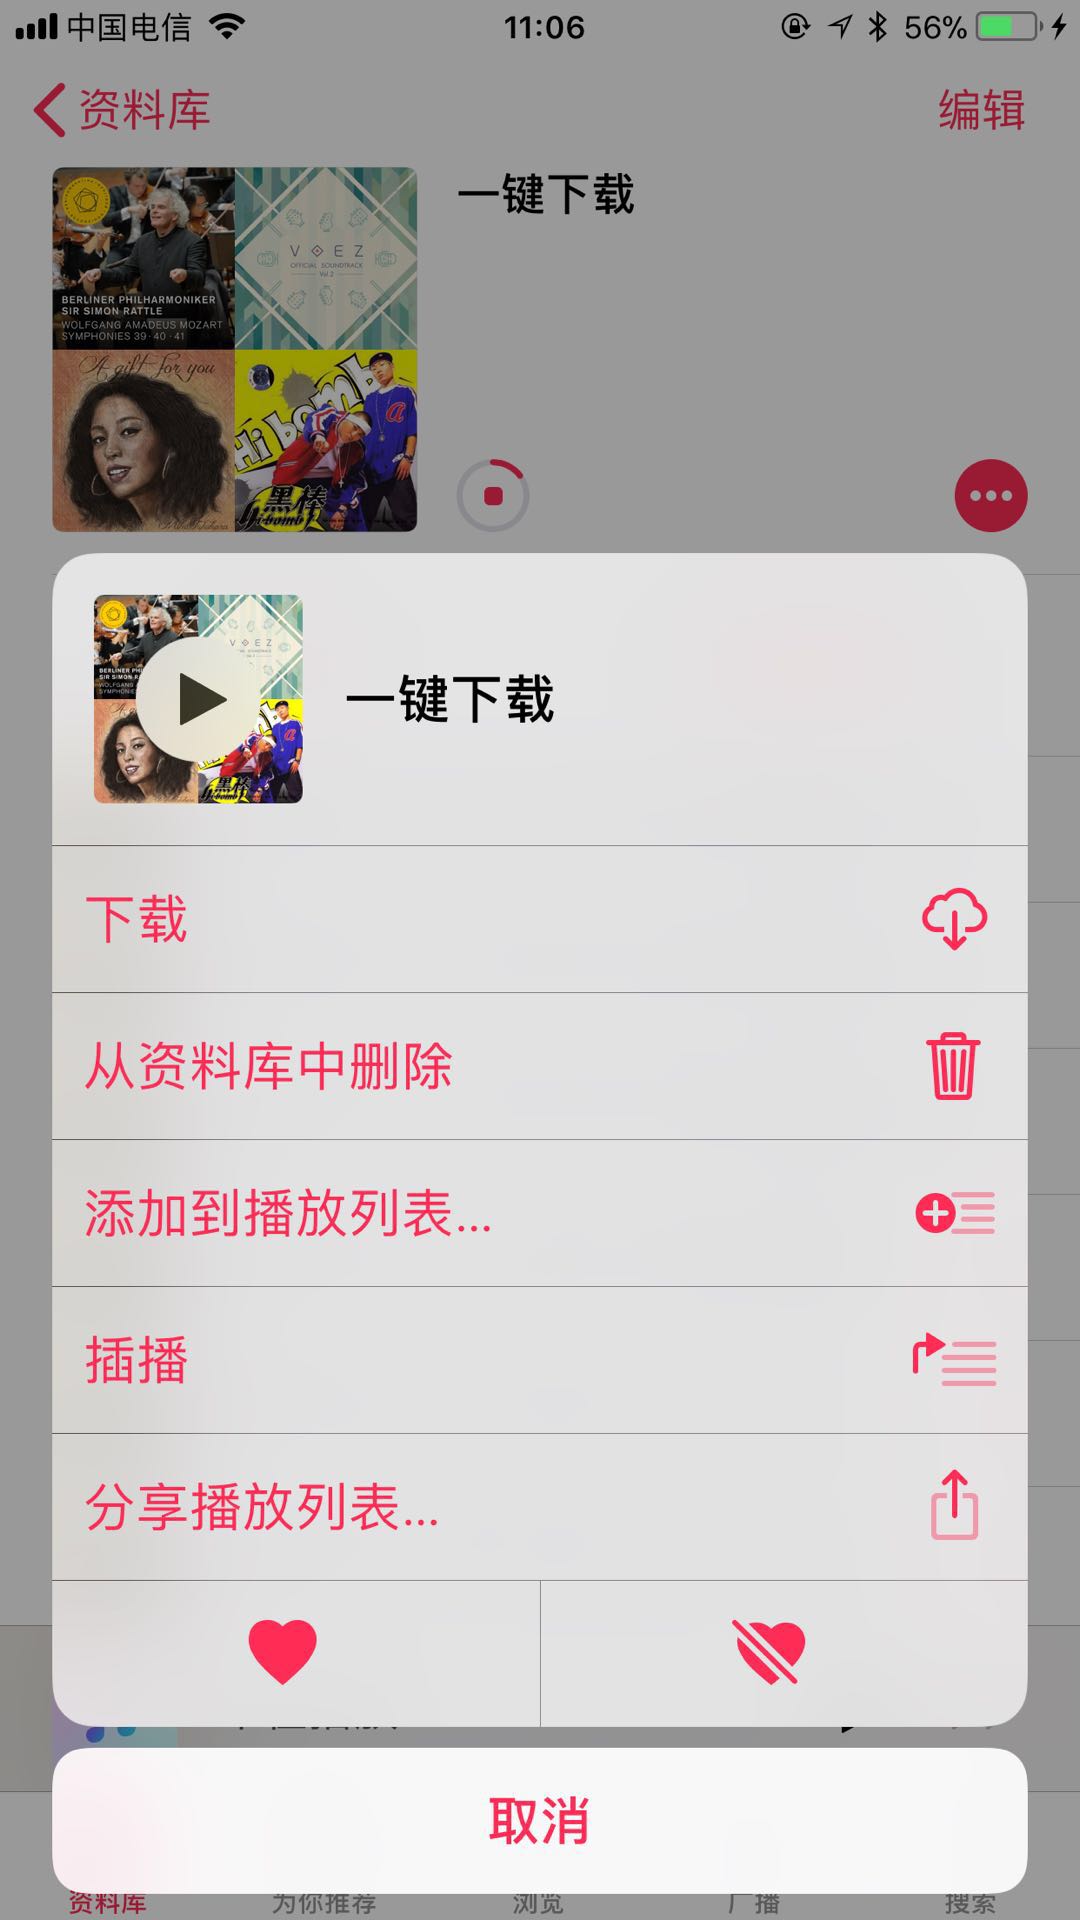 中国电信
11:06
56%
资料库
编辑
一键下载
BERLINER PHILHARMONIKER
SIR SIMON RATTLE
WOLFGANG AMADEUS MOZART
SYMPHONIES 39·40·41
VOEZ
OFFICIAL SOUNDTRACK
Vol.2
A gift for you
Hi bomb
黑棒
Hi-bomb
一键下载
下载
从资料库中删除
添加到播放列表...
插播
分享播放列表...
取消
资料库
为你推荐
浏览
广播
搜索